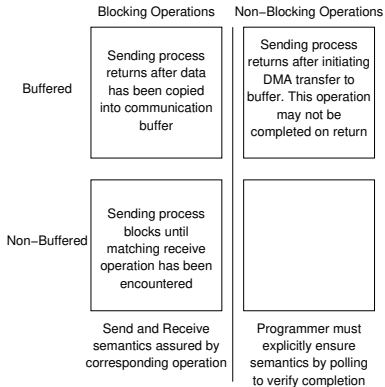 Blocking Operations
Non−Blocking Operations
Buffered
Sending process
returns after data
has been copied
into communication
buffer
Sending process
returns after initiating
DMA transfer to
buffer. This operation
may not be
completed on return
Non−Buffered
Sending process
blocks until
matching receive
operation has been
encountered
Send and Receive
semantics assured by
corresponding operation
Programmer must
explicitly ensure
semantics by polling
to verify completion